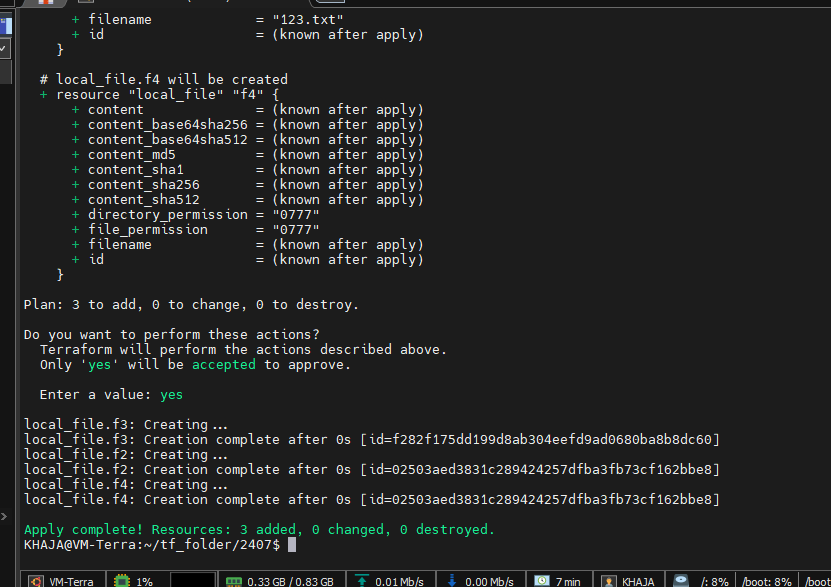 + filename = "123.txt"
+ id = (known after apply)
}
# local_file.f4 will be created
+ resource "local_file" "f4" {
+ content = (known after apply)
+ content_base64sha256 = (known after apply)
+ content_base64sha512 = (known after apply)
+ content_md5 = (known after apply)
+ content_sha1 = (known after apply)
+ content_sha256 = (known after apply)
+ content_sha512 = (known after apply)
+ directory_permission = "0777"
+ file_permission = "0777"
+ filename = (known after apply)
+ id = (known after apply)
}
Plan: 3 to add, 0 to change, 0 to destroy.
Do you want to perform these actions?
Terraform will perform the actions described above.
Only 'yes' will be accepted to approve.
Enter a value: yes
local_file.f3: Creating...
local_file.f3: Creation complete after 0s [id=f282f175dd199d8ab304eefd9ad0680ba8b8dc60]
local_file.f2: Creating...
local_file.f2: Creation complete after 0s [id=02503aed3831c289424257dfba3fb73cf162bbe8]
local_file.f4: Creating...
local_file.f4: Creation complete after 0s [id=02503aed3831c289424257dfba3fb73cf162bbe8]
Apply complete! Resources: 3 added, 0 changed, 0 destroyed.
KHAJA@VM-Terra:~/tf_folder/2407$
VM-Terra 1% 0.33 GB / 0.83 GB 0.01 Mb/s 0.00 Mb/s 7 min KHAJA /: 8% /boot: 8% /boot